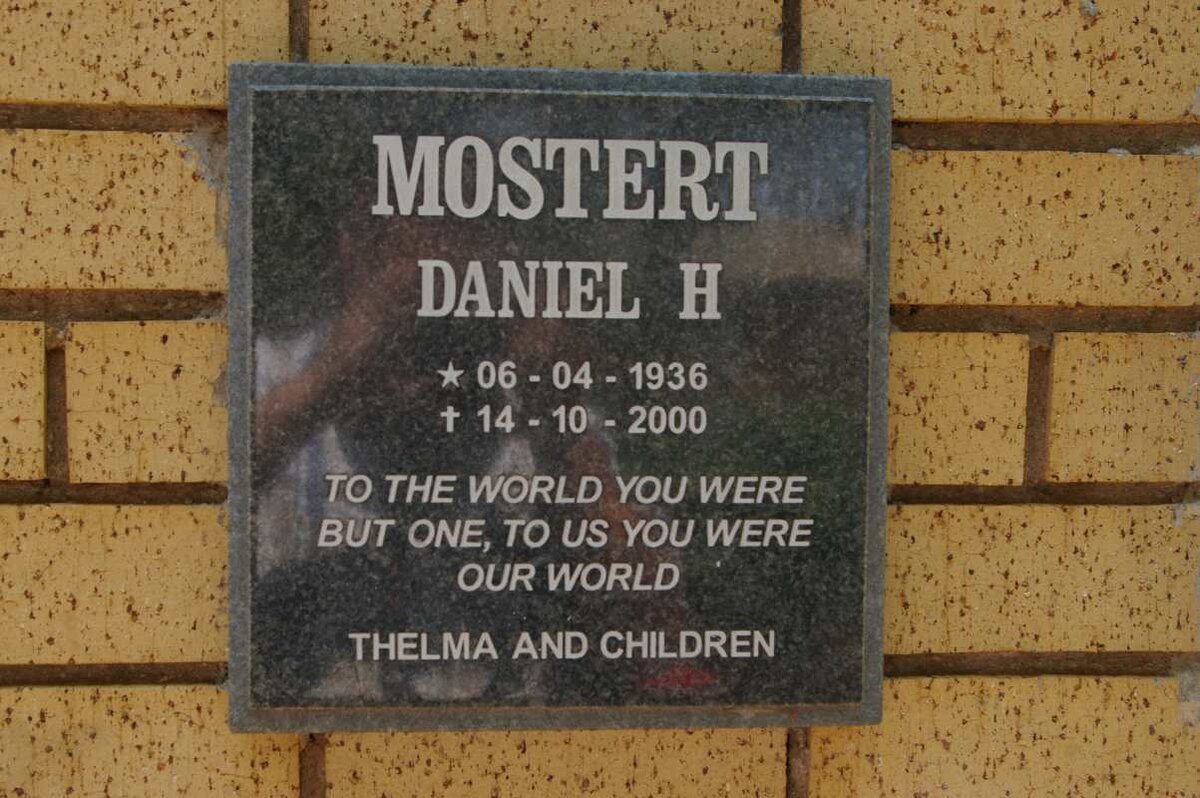 MOSTERT
DANIEL H
★ 06 - 04 - 1936
✝ 14 - 10 - 2000
TO THE WORLD YOU WERE
BUT ONE, TO US YOU WERE
OUR WORLD
THELMA AND CHILDREN